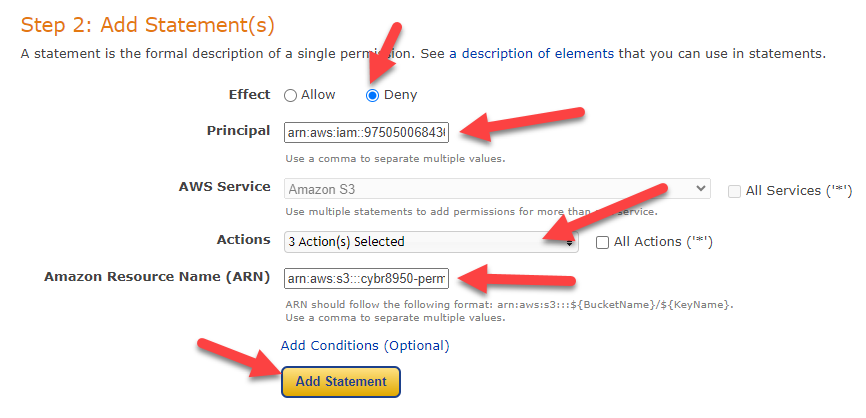 Step 2: Add Statement(s)
A statement is the formal description of a single permission. See a description of elements that you can use in statements.
Effect Allow Deny
Principal arn:aws:iam::97505006843
Use a comma to separate multiple values.
AWS Service Amazon S3 All Services ('*')
Use multiple statements to add permissions for more than service.
Actions 3 Action(s) Selected All Actions ('*')
Amazon Resource Name (ARN) arn:aws:s3:::cybr8950-perm
ARN should follow the following format: arn:aws:s3:::${BucketName}/${KeyName}.
Use a comma to separate multiple values.
Add Conditions (Optional)
Add Statement